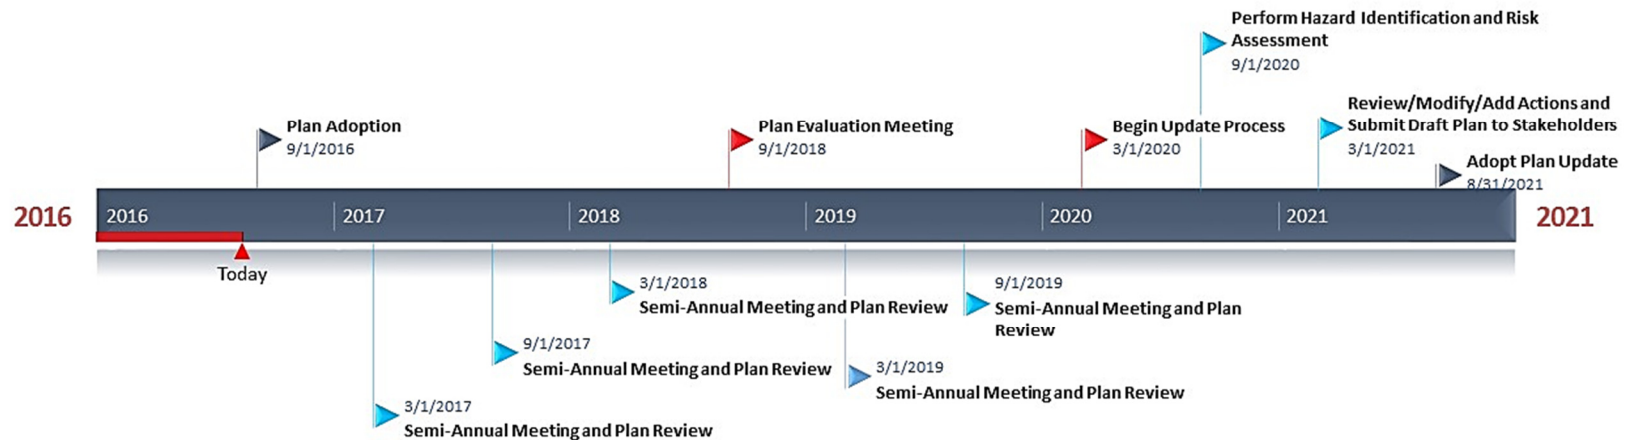 Perform Hazard Identification and Risk
Assessment
9/1/2020
Review/Modify/Add Actions and
Submit Draft Plan to Stakeholders
3/1/2021
Plan Adoption
9/1/2016
Plan Evaluation Meeting
9/1/2018
Begin Update Process
3/1/2020
Adopt Plan Update
8/31/2021
2016
2016
2017
2018
2019
2020
2021
2021
Today
3/1/2018
Semi-Annual Meeting and Plan Review
9/1/2019
Semi-Annual Meeting and Plan
Review
9/1/2017
Semi-Annual Meeting and Plan Review
3/1/2019
Semi-Annual Meeting and Plan Review
3/1/2017
Semi-Annual Meeting and Plan Review